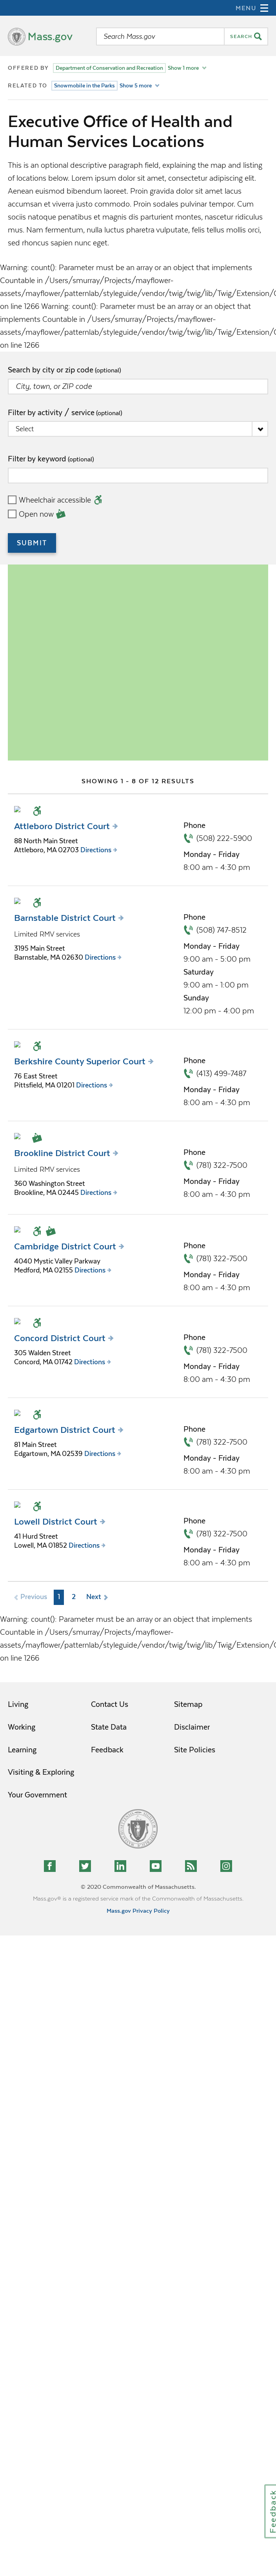 MENU
Mass.gov
Search Mass.gov
SEARCH
OFFERED BY Department of Conservation and Recreation Show 1 more
RELATED TO Snowmobile in the Parks Show 5 more
Executive Office of Health and
Human Services Locations
This is an optional descriptive paragraph field, explaining the map and listing
of locations below. Lorem ipsum dolor sit amet, consectetur adipiscing elit.
Aenean euismod bibendum laoreet. Proin gravida dolor sit amet lacus
accumsan et viverra justo commodo. Proin sodales pulvinar tempor. Cum
sociis natoque penatibus et magnis dis parturient montes, nascetur ridiculus
mus. Nam fermentum, nulla luctus pharetra vulputate, felis tellus mollis orci,
sed rhoncus sapien nunc eget.
Warning: count(): Parameter must be an array or an object that implements
Countable in /Users/smurray/Projects/mayflower-
assets/mayflower/patternlab/styleguide/vendor/twig/twig/lib/Twig/Extension/
on line 1266 Warning: count(): Parameter must be an array or an object that
implements Countable in /Users/smurray/Projects/mayflower-
assets/mayflower/patternlab/styleguide/vendor/twig/twig/lib/Twig/Extension/
on line 1266
Search by city or zip code (optional)
City, town, or ZIP code
Filter by activity / service (optional)
Select
Filter by keyword (optional)
Wheelchair accessible
Open now
SUBMIT
SHOWING 1 - 8 OF 12 RESULTS
Attleboro District Court
88 North Main Street
Attleboro, MA 02703 Directions
Phone
(508) 222-5900
Monday - Friday
8:00 am - 4:30 pm
Barnstable District Court
Limited RMV services
3195 Main Street
Barnstable, MA 02630 Directions
Phone
(508) 747-8512
Monday - Friday
9:00 am - 5:00 pm
Saturday
9:00 am - 1:00 pm
Sunday
12:00 pm - 4 00 pm
Berkshire County Superior Court
76 East Street
Pittsfield, MA 01201 Directions
Phone
(413) 499-7487
Monday - Friday
8:00 am - 4:30 pm
Brookline District Court
Limited RMV services
360 Washington Street
Brookline, MA 02445 Directions
Phone
(781) 322-7500
Monday - Friday
8:00 am - 4:30 pm
Cambridge District Court
4040 Mystic Valley Parkway
Medford, MA 02155 Directions
Phone
(781) 322-7500
Monday - Friday
8:00 am - 4:30 pm
Concord District Court
305 Walden Street
Concord, MA 01742 Directions
Phone
(781) 322-7500
Monday - Friday
8:00 am - 4:30 pm
Edgartown District Court
81 Main Street
Edgartown, MA 02539 Directions
Phone
(781) 322-7500
Monday - Friday
8:00 am - 4:30 pm
Lowell District Court
41 Hurd Street
Lowell, MA 01852 Directions
Phone
(781) 322-7500
Monday - Friday
8:00 am - 4:30 pm
Previous 1 2 Next
Warning: count(): Parameter must be an array or an object that implements
Countable in /Users/smurray/Projects/mayflower-
assets/mayflower/patternlab/styleguide/vendor/twig/twig/lib/Twig/Extension/
on line 1266
Living
Working
Learning
Visiting & Exploring
Your Government
Contact Us
State Data
Feedback
Sitemap
Disclaimer
Site Policies
© 2020 Commonwealth of Massachusetts.
Mass.gov® is a registered service mark of the Commonwealth of Massachusetts.
Mass.gov Privacy Policy
Feedback